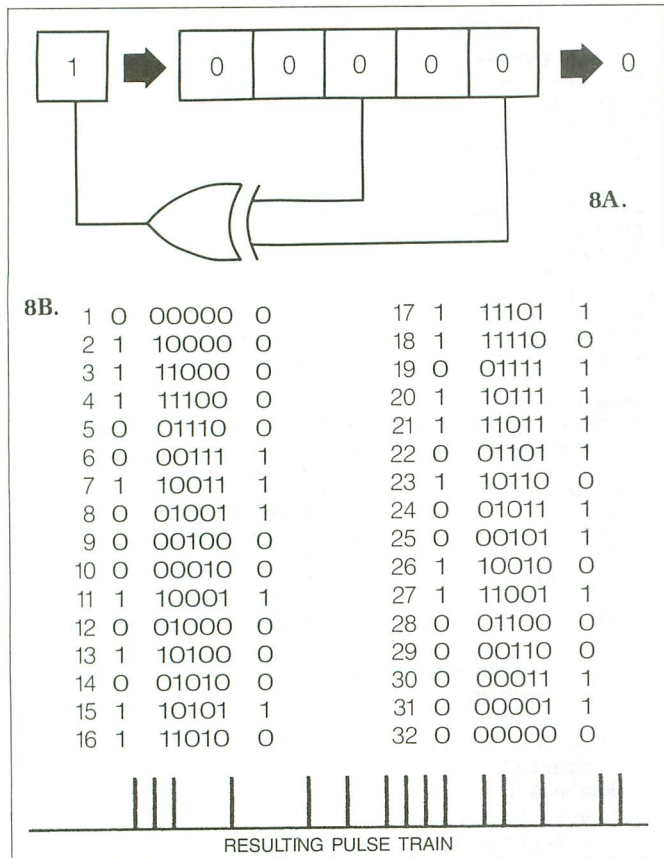 1 0 0 0 0 0 0
8A.
8B.
1 0 00000 0
2 1 10000 0
3 1 11000 0
4 1 11100 0
5 0 01110 0
6 0 00111 1
7 1 10011 1
8 0 01001 1
9 0 00100 0
10 0 00010 0
11 1 10001 1
12 0 01000 0
13 1 10100 0
14 0 01010 0
15 1 10101 1
16 1 11010 0
17 1 11101 1
18 1 11110 0
19 0 01111 1
20 1 10111 1
21 1 11011 1
22 0 01101 1
23 1 10110 0
24 0 01011 1
25 0 00101 1
26 1 10010 0
27 1 11001 1
28 0 01100 0
29 0 00110 0
30 0 00011 1
31 0 00001 1
32 0 00000 0
RESULTING PULSE TRAIN